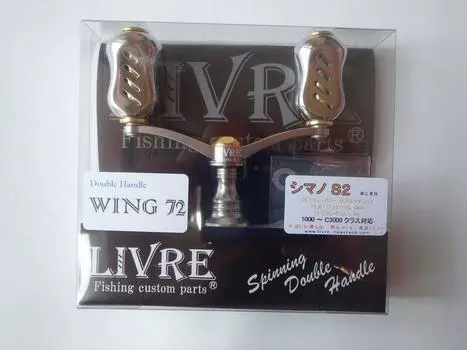 LIVRE
Fishing custom parts®
LIVRE
Double Handle
WING 72
シマノ S2
1000 ～ C3000 クラス対応
LIVRE
Fishing custom parts®
Spinning
Double
Handle